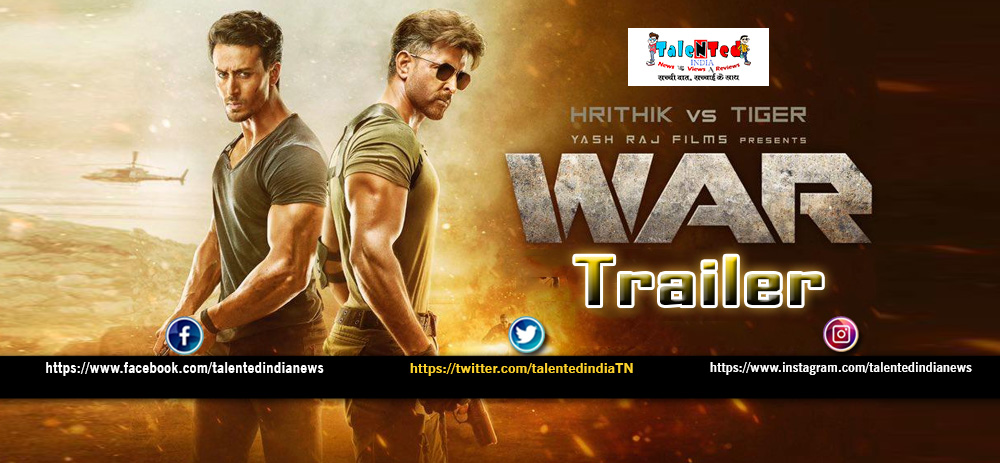 TaleNTed
INDIA
News Views Reviews
सच्ची बात, सच्चाई के साथ
HRITHIK vs TIGER
YASH RAJ FILMS PRESENTS
WAR
Trailer
https://www.facebook.com/talentedindianews
https://twitter.com/talentedindiaTN
https://www.instagram.com/talentedindianews